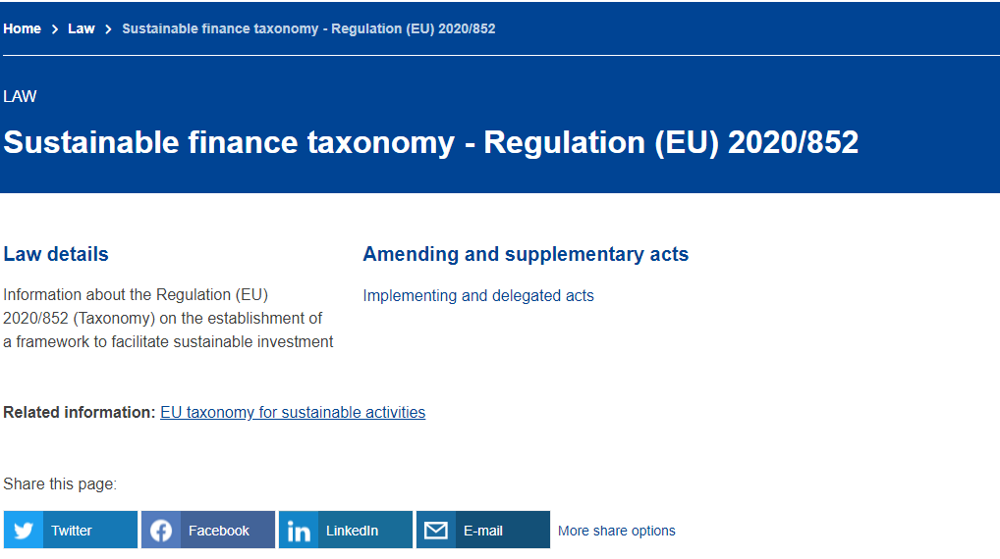 Home > Law > Sustainable finance taxonomy - Regulation (EU) 2020/852
LAW
Sustainable finance taxonomy - Regulation (EU) 2020/852
Law details
Information about the Regulation (EU)
2020/852 (Taxonomy) on the establishment of
a framework to facilitate sustainable investment
Amending and supplementary acts
Implementing and delegated acts
Related information: EU taxonomy for sustainable activities
Share this page:
Twitter Facebook LinkedIn E-mail More share options